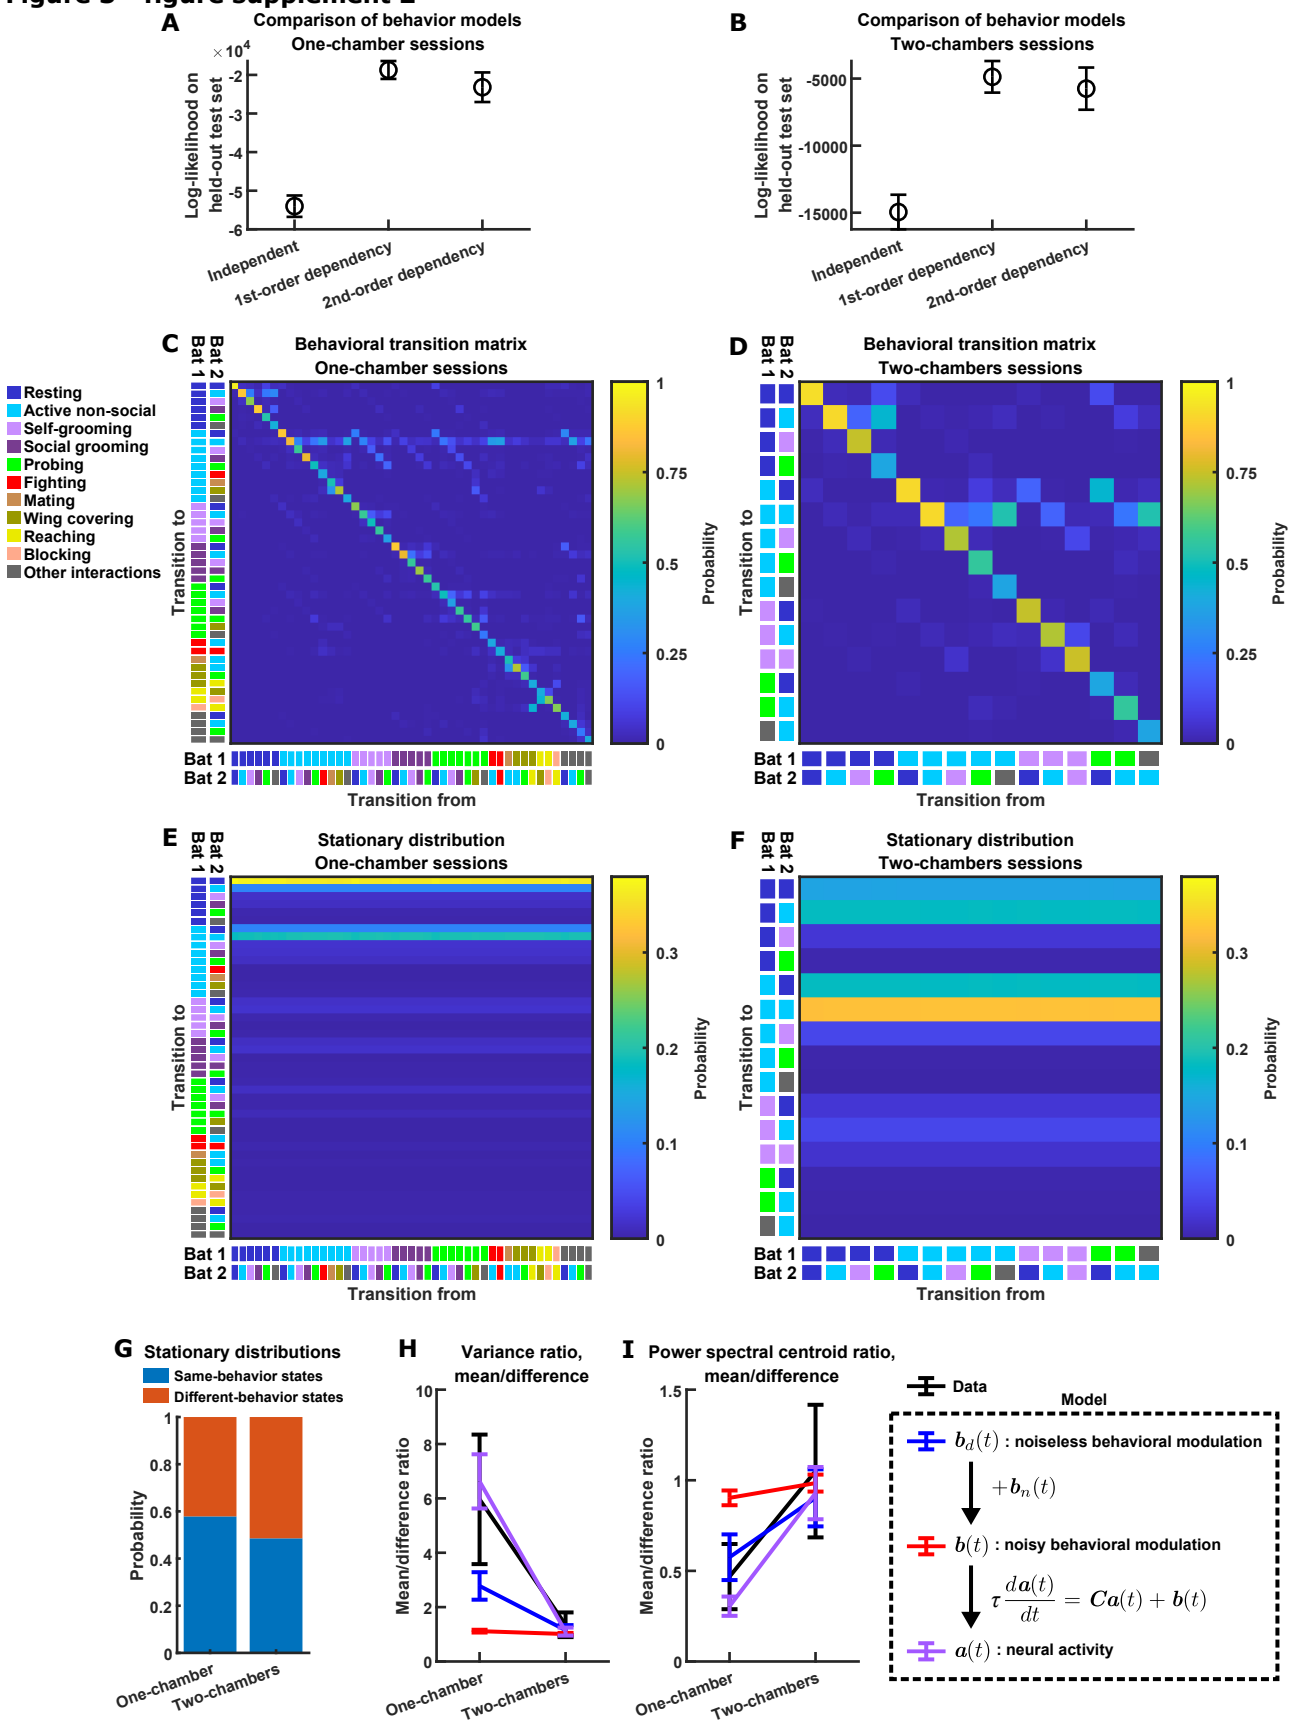 A
Comparison of behavior models
One-chamber sessions
×10⁴
-2
-3
-4
-5
-6
Log-likelihood on
held-out test set
Independent
1st-order dependency
2nd-order dependency
B
Comparison of behavior models
Two-chambers sessions
-5000
-10000
-15000
Log-likelihood on
held-out test set
Independent
1st-order dependency
2nd-order dependency
Resting
Active non-social
Self-grooming
Social grooming
Probing
Fighting
Mating
Wing covering
Reaching
Blocking
Other interactions
C
Behavioral transition matrix
One-chamber sessions
Bat 1
Bat 2
Transition to
Bat 1
Bat 2
Transition from
1
0.75
0.5
0.25
0
Probability
D
Behavioral transition matrix
Two-chambers sessions
Bat 1
Bat 2
Transition to
Bat 1
Bat 2
Transition from
1
0.75
0.5
0.25
0
Probability
E
Stationary distribution
One-chamber sessions
Bat 1
Bat 2
Transition to
Bat 1
Bat 2
Transition from
0.3
0.2
0.1
0
Probability
F
Stationary distribution
Two-chambers sessions
Bat 1
Bat 2
Transition to
Bat 1
Bat 2
Transition from
0.3
0.2
0.1
0
Probability
G
Stationary distributions
Same-behavior states
Different-behavior states
1
0.8
0.6
0.4
0.2
0
Probability
One-chamber
Two-chambers
H
Variance ratio,
mean/difference
10
8
6
4
2
0
Mean/difference ratio
One-chamber
Two-chambers
I
Power spectral centroid ratio,
mean/difference
1.5
1
0.5
0
Mean/difference ratio
One-chamber
Two-chambers
Data
Model
b_d(t) : noiseless behavioral modulation
+b_n(t)
b(t) : noisy behavioral modulation
τ da(t)/dt = Ca(t) + b(t)
a(t) : neural activity